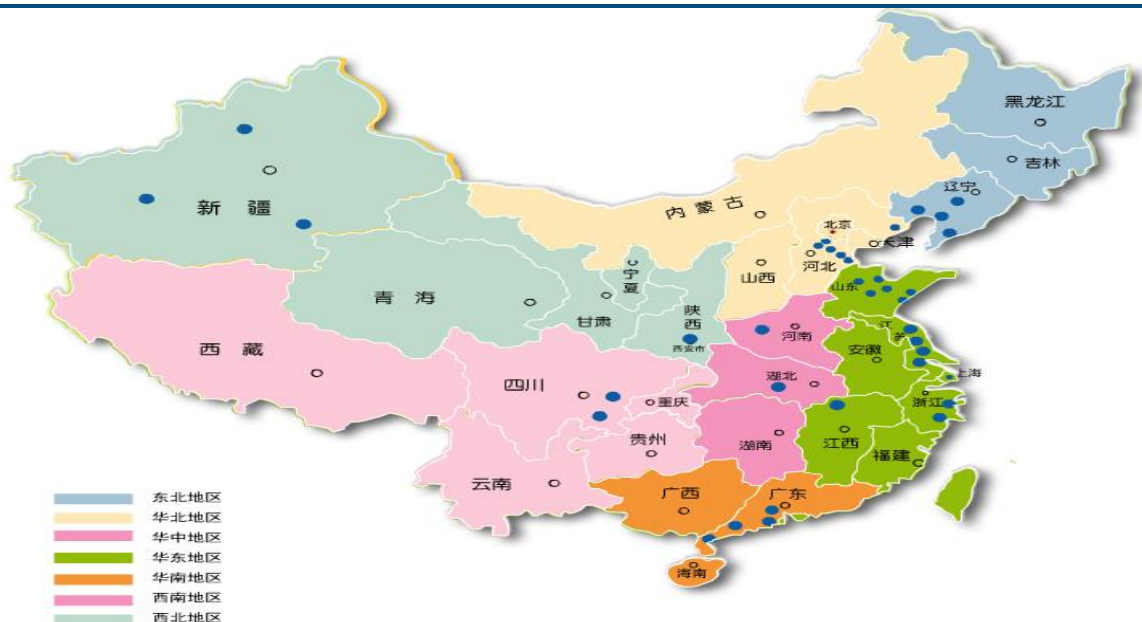 黑龙江
吉林
辽宁
内蒙古
新疆
北京
天津
河北
山西
宁夏
山东
青海
甘肃
陕西
西安市
河南
江苏
安徽
西藏
四川
湖北
上海
重庆
浙江
贵州
湖南
江西
福建
云南
广西
广东
海南
东北地区
华北地区
华中地区
华东地区
华南地区
西南地区
西北地区